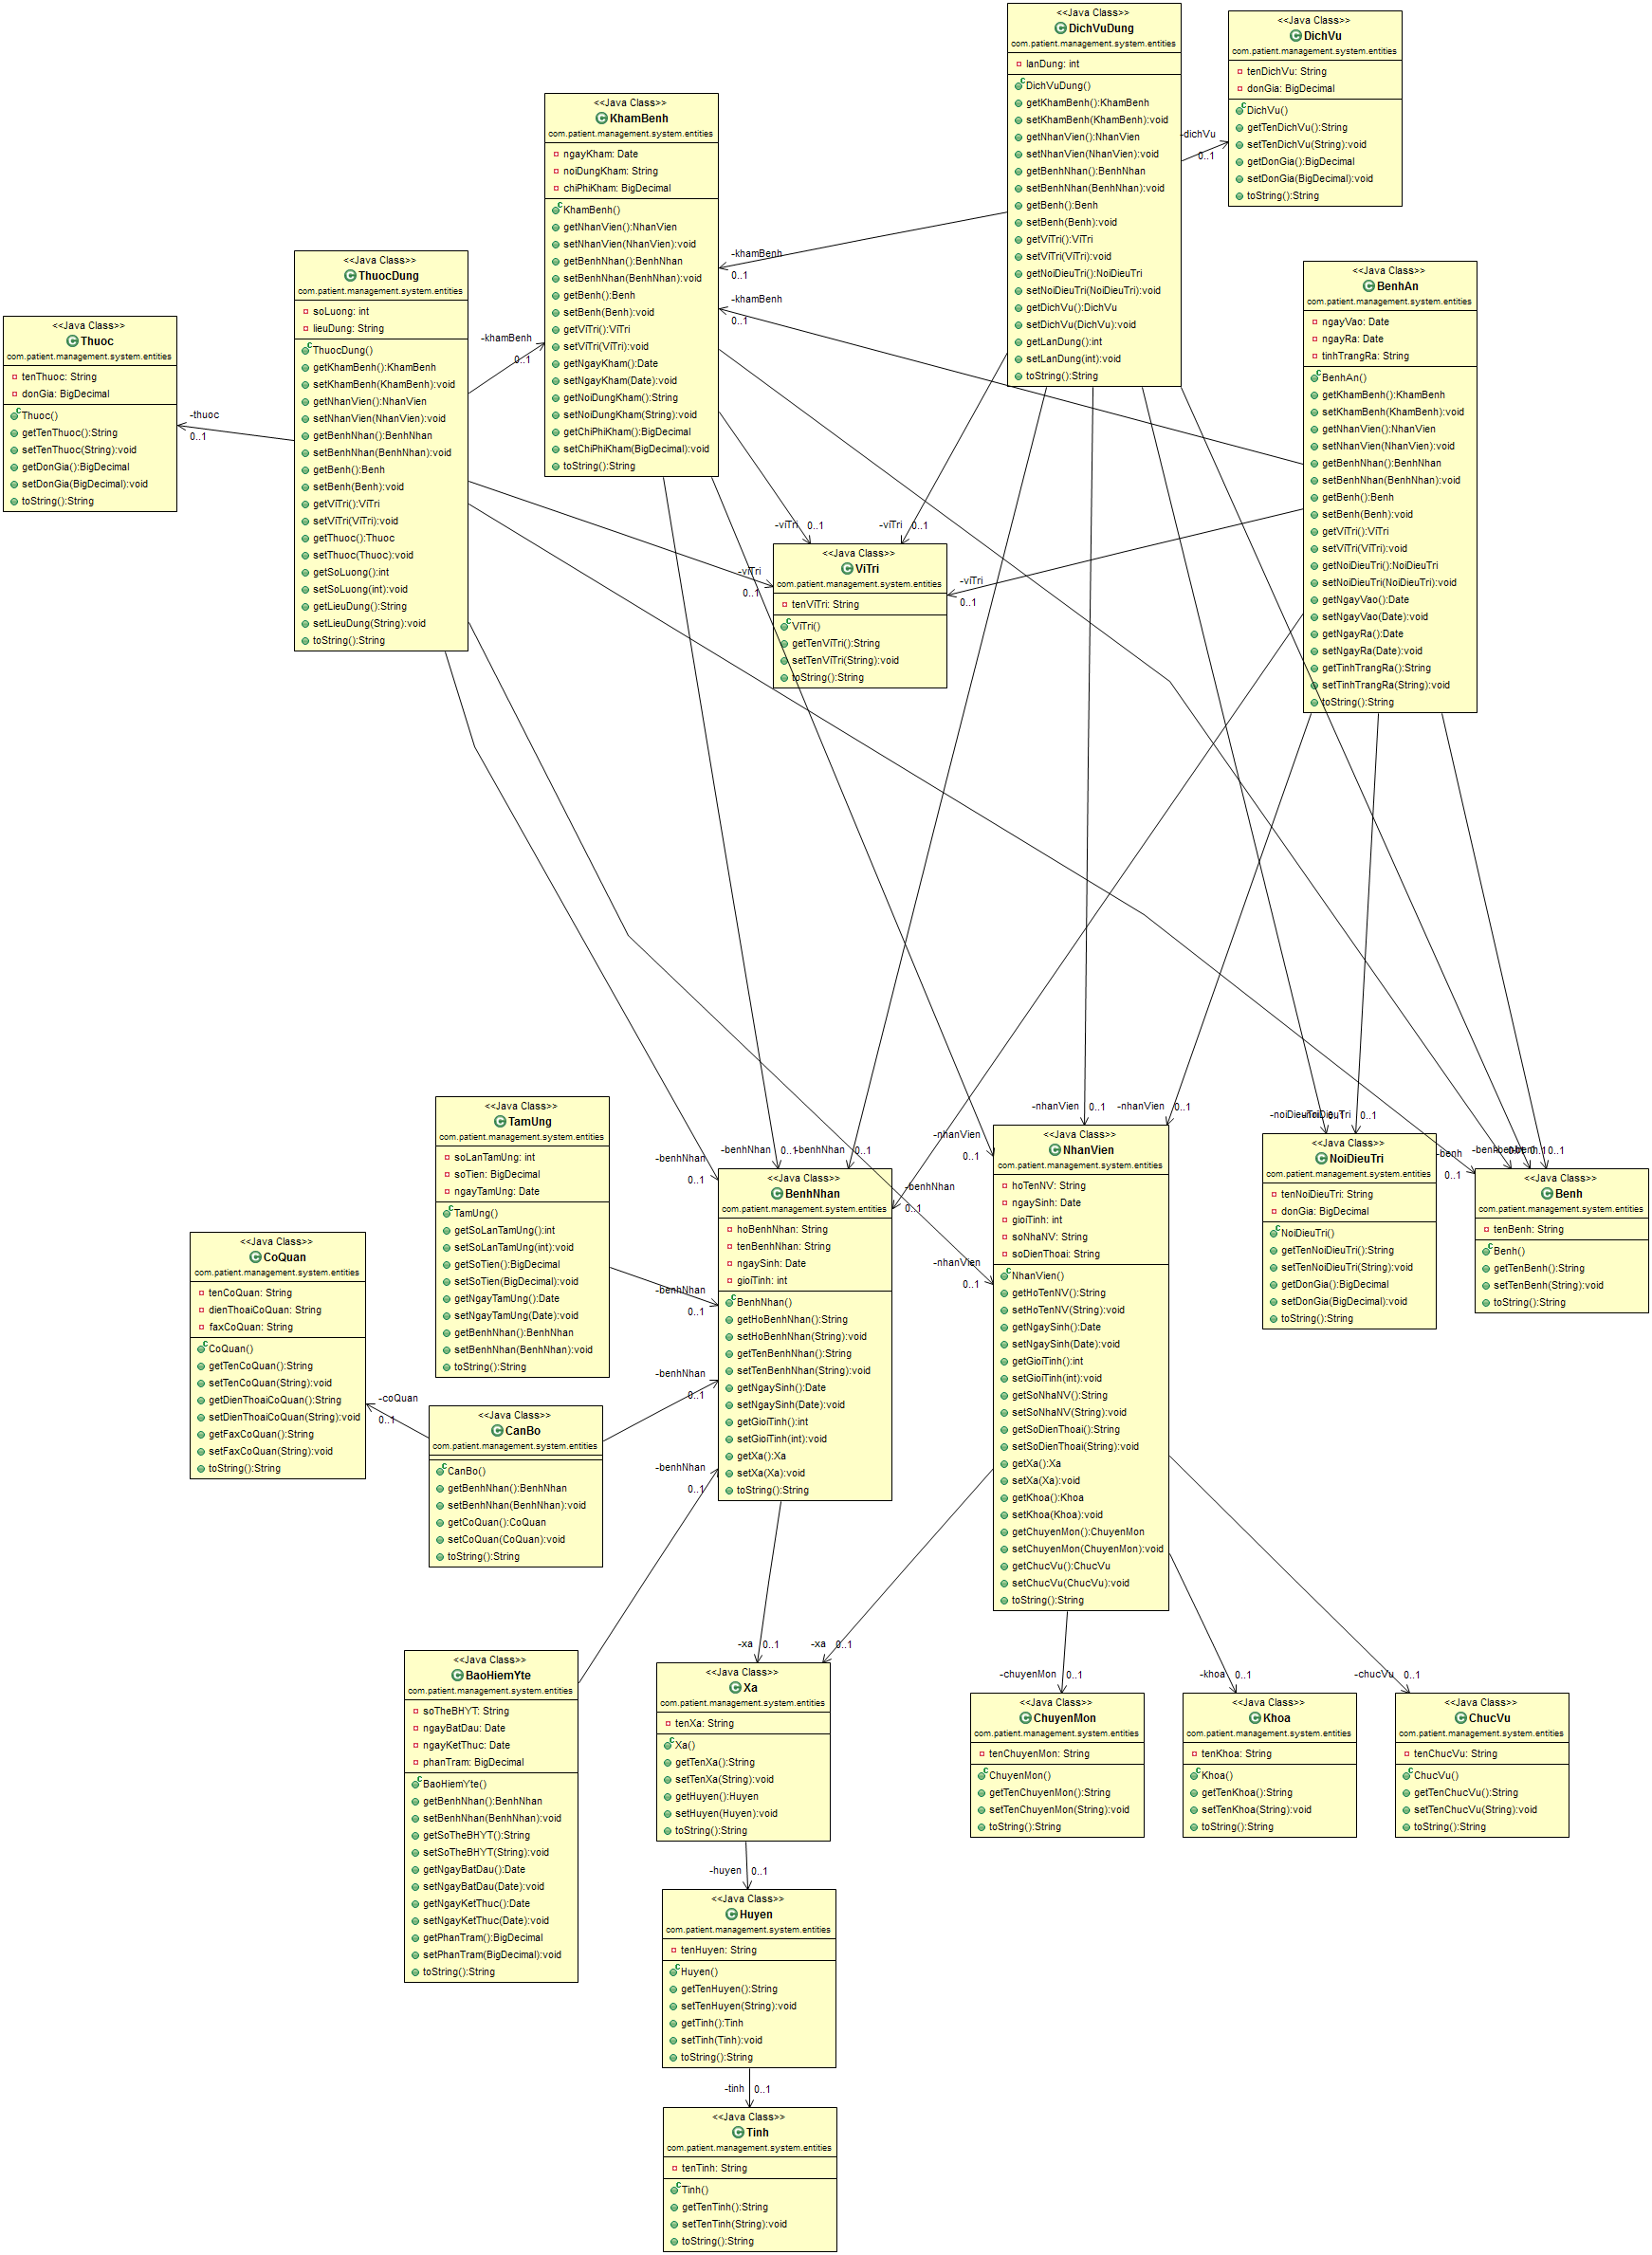 <<Java Class>>
DichVuDung
com.patient.management.system.entities
lanDung: int
DichVuDung()
getKhamBenh():KhamBenh
setKhamBenh(KhamBenh):void
getNhanVien():NhanVien
setNhanVien(NhanVien):void
getBenhNhan():BenhNhan
setBenhNhan(BenhNhan):void
getBenh():Benh
setBenh(Benh):void
getViTri():ViTri
setViTri(ViTri):void
getNoiDieuTri():NoiDieuTri
setNoiDieuTri(NoiDieuTri):void
getDichVu():DichVu
setDichVu(DichVu):void
getLanDung():int
setLanDung(int):void
toString():String
<<Java Class>>
DichVu
com.patient.management.system.entities
tenDichVu: String
donGia: BigDecimal
DichVu()
getTenDichVu():String
setTenDichVu(String):void
getDonGia():BigDecimal
setDonGia(BigDecimal):void
toString():String
-dichVu
0..1
<<Java Class>>
KhamBenh
com.patient.management.system.entities
ngayKham: Date
noiDungKham: String
chiPhiKham: BigDecimal
KhamBenh()
getNhanVien():NhanVien
setNhanVien(NhanVien):void
getBenhNhan():BenhNhan
setBenhNhan(BenhNhan):void
getBenh():Benh
setBenh(Benh):void
getViTri():ViTri
setViTri(ViTri):void
getNgayKham():Date
setNgayKham(Date):void
getNoiDungKham():String
setNoiDungKham(String):void
getChiPhiKham():BigDecimal
setChiPhiKham(BigDecimal):void
toString():String
-khamBenh
0..1
-khamBenh
0..1
<<Java Class>>
ThuocDung
com.patient.management.system.entities
soLuong: int
lieuDung: String
ThuocDung()
getKhamBenh():KhamBenh
setKhamBenh(KhamBenh):void
getNhanVien():NhanVien
setNhanVien(NhanVien):void
getBenhNhan():BenhNhan
setBenhNhan(BenhNhan):void
getBenh():Benh
setBenh(Benh):void
getViTri():ViTri
setViTri(ViTri):void
getThuoc():Thuoc
setThuoc(Thuoc):void
getSoLuong():int
setSoLuong(int):void
getLieuDung():String
setLieuDung(String):void
toString():String
-khamBenh
0..1
<<Java Class>>
BenhAn
com.patient.management.system.entities
ngayVao: Date
ngayRa: Date
tinhTrangRa: String
BenhAn()
getKhamBenh():KhamBenh
setKhamBenh(KhamBenh):void
getNhanVien():NhanVien
setNhanVien(NhanVien):void
getBenhNhan():BenhNhan
setBenhNhan(BenhNhan):void
getBenh():Benh
setBenh(Benh):void
getViTri():ViTri
setViTri(ViTri):void
getNoiDieuTri():NoiDieuTri
setNoiDieuTri(NoiDieuTri):void
getNgayVao():Date
setNgayVao(Date):void
getNgayRa():Date
setNgayRa(Date):void
getTinhTrangRa():String
setTinhTrangRa(String):void
toString():String
<<Java Class>>
Thuoc
com.patient.management.system.entities
tenThuoc: String
donGia: BigDecimal
Thuoc()
getTenThuoc():String
setTenThuoc(String):void
getDonGia():BigDecimal
setDonGia(BigDecimal):void
toString():String
-thuoc
0..1
-viTri 0..1
-viTri 0..1
-viTri
0..1
-viTri
0..1
<<Java Class>>
ViTri
com.patient.management.system.entities
tenViTri: String
ViTri()
getTenViTri():String
setTenViTri(String):void
toString():String
<<Java Class>>
TamUng
com.patient.management.system.entities
soLanTamUng: int
soTien: BigDecimal
ngayTamUng: Date
TamUng()
getSoLanTamUng():int
setSoLanTamUng(int):void
getSoTien():BigDecimal
setSoTien(BigDecimal):void
getNgayTamUng():Date
setNgayTamUng(Date):void
getBenhNhan():BenhNhan
setBenhNhan(BenhNhan):void
toString():String
-benhNhan
0..1
-benhNhan 0..1
-benhNhan 0..1
-benhNhan
0..1
-benhNhan
0..1
-benhNhan
0..1
-benhNhan
0..1
<<Java Class>>
BenhNhan
com.patient.management.system.entities
hoBenhNhan: String
tenBenhNhan: String
ngaySinh: Date
gioiTinh: int
BenhNhan()
getHoBenhNhan():String
setHoBenhNhan(String):void
getTenBenhNhan():String
setTenBenhNhan(String):void
getNgaySinh():Date
setNgaySinh(Date):void
getGioiTinh():int
setGioiTinh(int):void
getXa():Xa
setXa(Xa):void
toString():String
-nhanVien 0..1
-nhanVien 0..1
-nhanVien
0..1
-nhanVien
0..1
<<Java Class>>
NhanVien
com.patient.management.system.entities
hoTenNV: String
ngaySinh: Date
gioiTinh: int
soNhaNV: String
soDienThoai: String
NhanVien()
getHoTenNV():String
setHoTenNV(String):void
getNgaySinh():Date
setNgaySinh(Date):void
getGioiTinh():int
setGioiTinh(int):void
getSoNhaNV():String
setSoNhaNV(String):void
getSoDienThoai():String
setSoDienThoai(String):void
getXa():Xa
setXa(Xa):void
getKhoa():Khoa
setKhoa(Khoa):void
getChuyenMon():ChuyenMon
setChuyenMon(ChuyenMon):void
getChucVu():ChucVu
setChucVu(ChucVu):void
toString():String
0..1
<<Java Class>>
NoiDieuTri
com.patient.management.system.entities
tenNoiDieuTri: String
donGia: BigDecimal
NoiDieuTri()
getTenNoiDieuTri():String
setTenNoiDieuTri(String):void
getDonGia():BigDecimal
setDonGia(BigDecimal):void
toString():String
-benh
0..1
0..1
<<Java Class>>
Benh
com.patient.management.system.entities
tenBenh: String
Benh()
getTenBenh():String
setTenBenh(String):void
toString():String
<<Java Class>>
CoQuan
com.patient.management.system.entities
tenCoQuan: String
dienThoaiCoQuan: String
faxCoQuan: String
CoQuan()
getTenCoQuan():String
setTenCoQuan(String):void
getDienThoaiCoQuan():String
setDienThoaiCoQuan(String):void
getFaxCoQuan():String
setFaxCoQuan(String):void
toString():String
-coQuan
0..1
<<Java Class>>
CanBo
com.patient.management.system.entities
CanBo()
getBenhNhan():BenhNhan
setBenhNhan(BenhNhan):void
getCoQuan():CoQuan
setCoQuan(CoQuan):void
toString():String
<<Java Class>>
BaoHiemYte
com.patient.management.system.entities
soTheBHYT: String
ngayBatDau: Date
ngayKetThuc: Date
phanTram: BigDecimal
BaoHiemYte()
getBenhNhan():BenhNhan
setBenhNhan(BenhNhan):void
getSoTheBHYT():String
setSoTheBHYT(String):void
getNgayBatDau():Date
setNgayBatDau(Date):void
getNgayKetThuc():Date
setNgayKetThuc(Date):void
getPhanTram():BigDecimal
setPhanTram(BigDecimal):void
toString():String
-xa 0..1
-xa 0..1
<<Java Class>>
Xa
com.patient.management.system.entities
tenXa: String
Xa()
getTenXa():String
setTenXa(String):void
getHuyen():Huyen
setHuyen(Huyen):void
toString():String
-chuyenMon 0..1
<<Java Class>>
ChuyenMon
com.patient.management.system.entities
tenChuyenMon: String
ChuyenMon()
getTenChuyenMon():String
setTenChuyenMon(String):void
toString():String
-khoa 0..1
<<Java Class>>
Khoa
com.patient.management.system.entities
tenKhoa: String
Khoa()
getTenKhoa():String
setTenKhoa(String):void
toString():String
-chucVu 0..1
<<Java Class>>
ChucVu
com.patient.management.system.entities
tenChucVu: String
ChucVu()
getTenChucVu():String
setTenChucVu(String):void
toString():String
-huyen 0..1
<<Java Class>>
Huyen
com.patient.management.system.entities
tenHuyen: String
Huyen()
getTenHuyen():String
setTenHuyen(String):void
getTinh():Tinh
setTinh(Tinh):void
toString():String
-tinh 0..1
<<Java Class>>
Tinh
com.patient.management.system.entities
tenTinh: String
Tinh()
getTenTinh():String
setTenTinh(String):void
toString():String